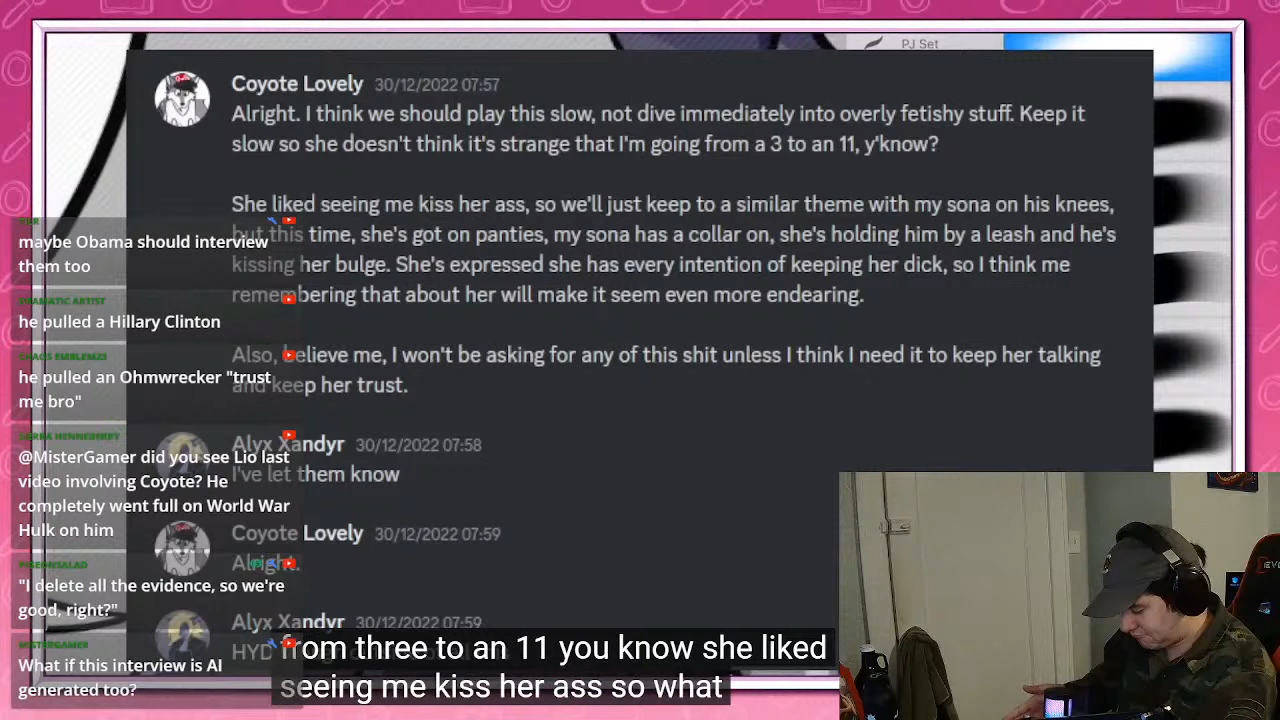 PJ Set
Coyote Lovely 30/12/2022 07:57
Alright. I think we should play this slow, not dive immediately into overly fetishy stuff. Keep it
slow so she doesn't think it's strange that I'm going from a 3 to an 11, y'know?
She liked seeing me kiss her ass, so we'll just keep to a similar theme with my sona on his knees,
but this time, she's got on panties, my sona has a collar on, she's holding him by a leash and he's
kissing her bulge. She's expressed she has every intention of keeping her dick, so I think me
remembering that about her will make it seem even more endearing.
Also, believe me, I won't be asking for any of this shit unless I think I need it to keep her talking
and keep her trust.
Alyx Xandyr 30/12/2022 07:58
I've let them know
Coyote Lovely 30/12/2022 07:59
Alright.
Alyx Xandyr 30/12/2022 07:59
HYD
maybe Obama should interview
them too
DRAMATIC ARTIST
he pulled a Hillary Clinton
CHAOS EMBLEMZI
he pulled an Ohmwrecker "trust
me bro"
SIERRA HENNEBERRY
@MisterGamer did you see Lio last
video involving Coyote? He
completely went full on World War
Hulk on him
PIGEONSALAD
"I delete all the evidence, so we're
good, right?"
MISTERGAMER
What if this interview is AI
generated too?
from three to an 11 you know she liked
seeing me kiss her ass so what